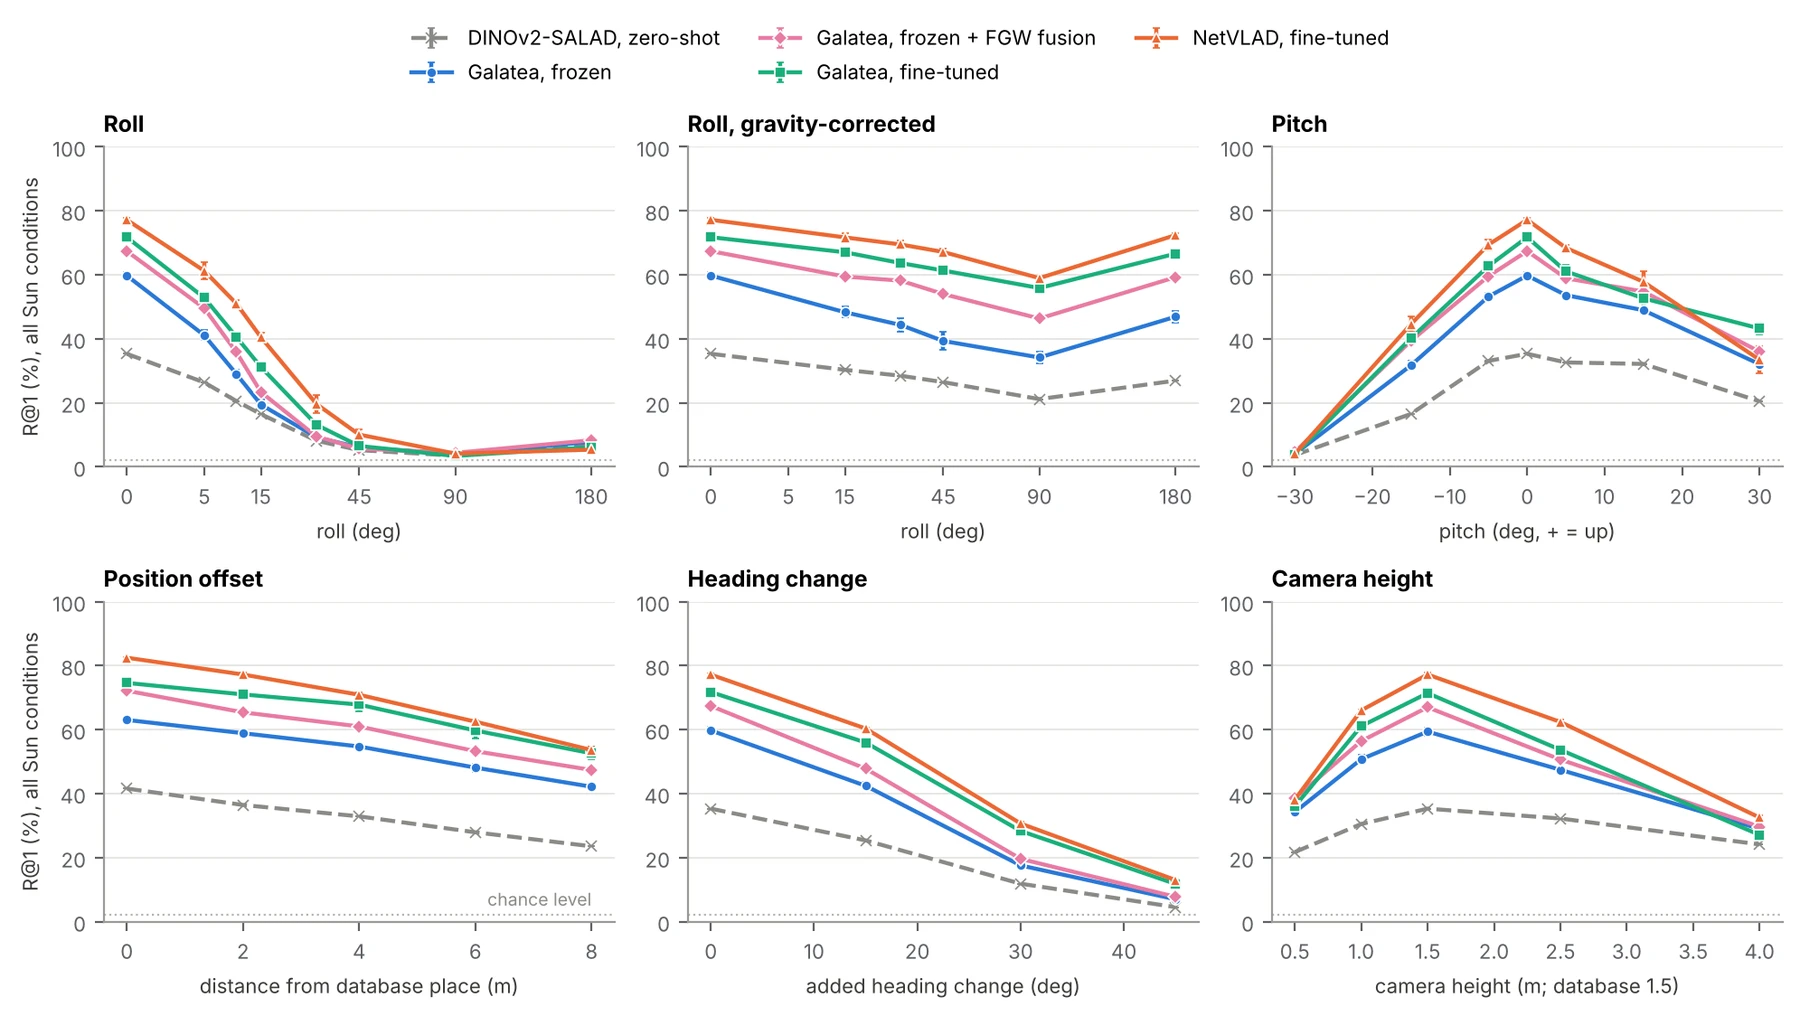 DINOv2-SALAD, zero-shot
Galatea, frozen + FGW fusion
NetVLAD, fine-tuned
Galatea, frozen
Galatea, fine-tuned
Roll
R@1 (%), all Sun conditions
100
80
60
40
20
0
0 5 15 45 90 180
roll (deg)
Roll, gravity-corrected
100
80
60
40
20
0
0 5 15 45 90 180
roll (deg)
Pitch
100
80
60
40
20
0
−30 −20 −10 0 10 20 30
pitch (deg, + = up)
Position offset
R@1 (%), all Sun conditions
100
80
60
40
20
0
chance level
0 2 4 6 8
distance from database place (m)
Heading change
100
80
60
40
20
0
0 10 20 30 40
added heading change (deg)
Camera height
100
80
60
40
20
0
0.5 1.0 1.5 2.0 2.5 3.0 3.5 4.0
camera height (m; database 1.5)